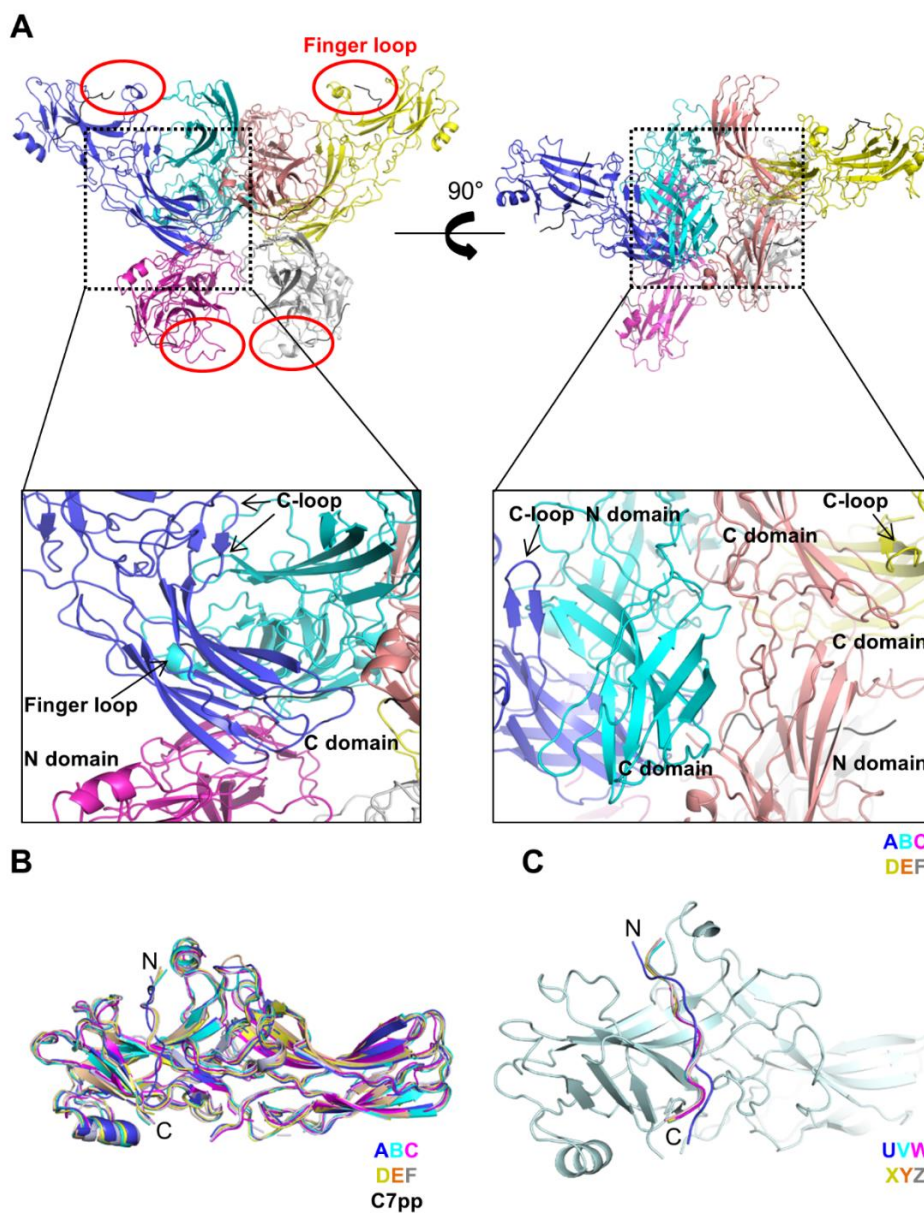 A
Finger loop
90°
C-loop
Finger loop
N domain
C domain
C-loop
N domain
C domain
C-loop
C domain
C domain
N domain
ABC
DEF
B
N
C
ABC
DEF
C7pp
C
N
C
UVW
XYZ